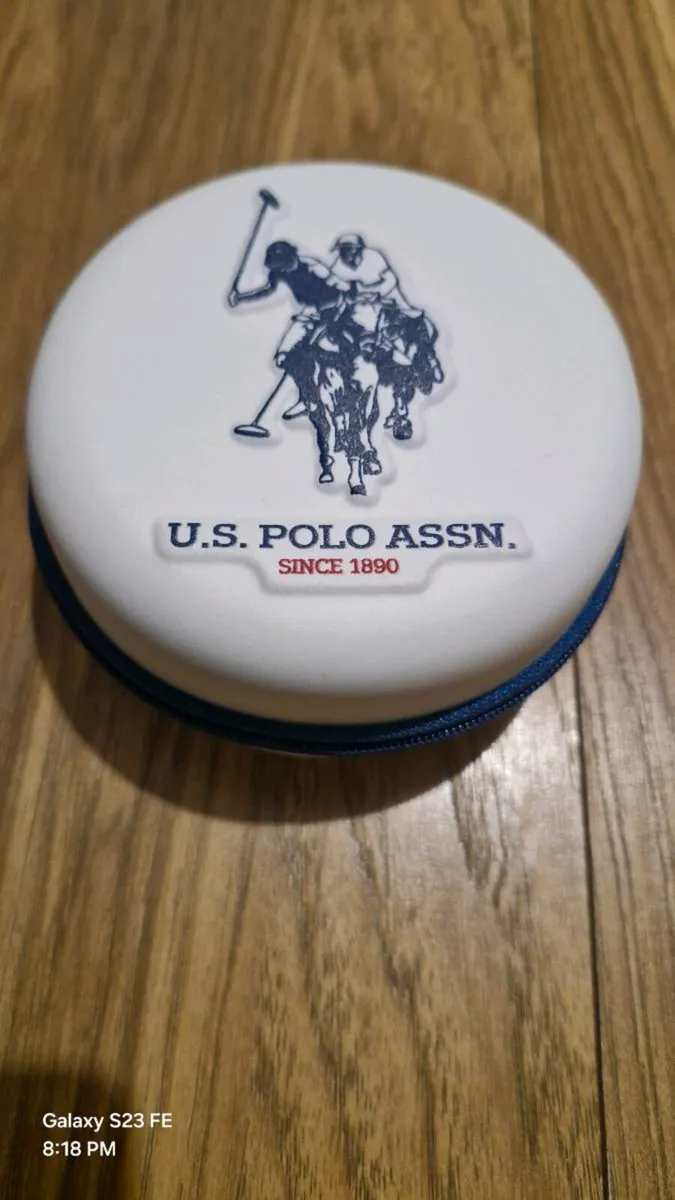 U.S. POLO ASSN.
SINCE 1890
Galaxy S23 FE
8:18 PM